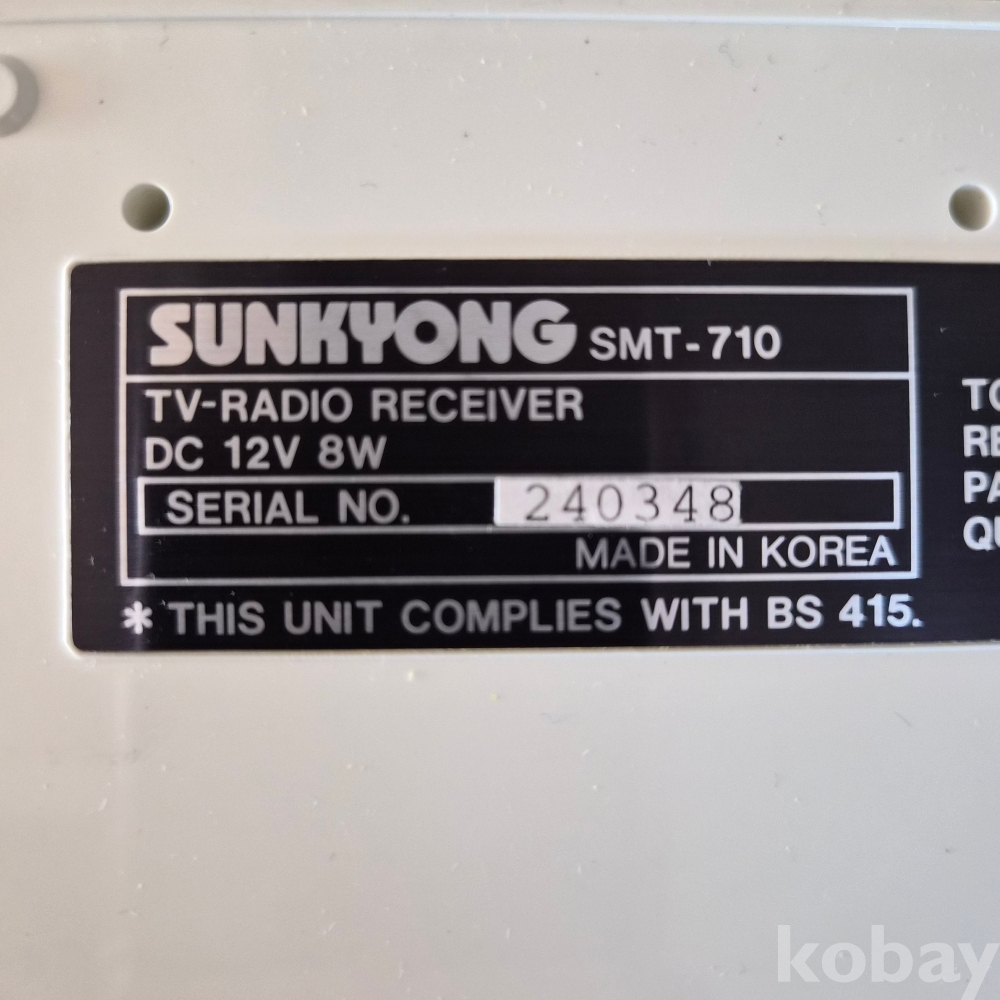 SUNKYONG SMT-710
TV-RADIO RECEIVER
DC 12V 8W
SERIAL NO. 240348
MADE IN KOREA
* THIS UNIT COMPLIES WITH BS 415.
kobay